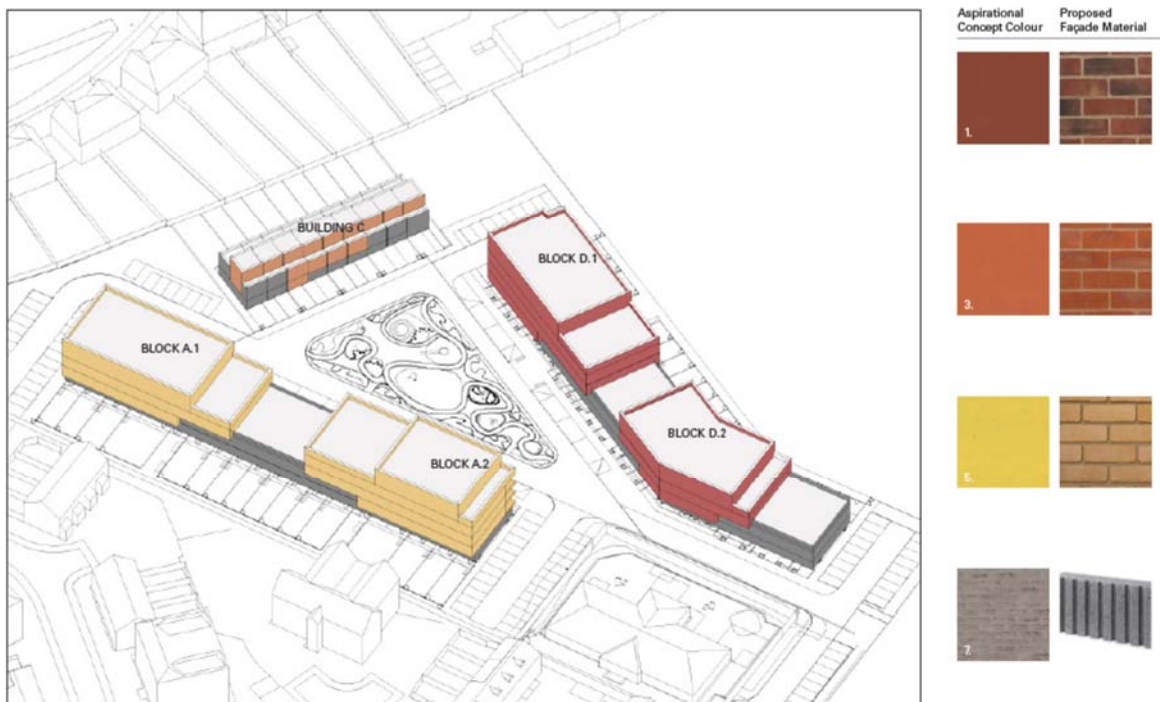 Aspirational
Concept Colour
Proposed
Façade Material
1.
3.
5.
7.
BUILDING C
BLOCK D.1
BLOCK A.1
BLOCK D.2
BLOCK A.2